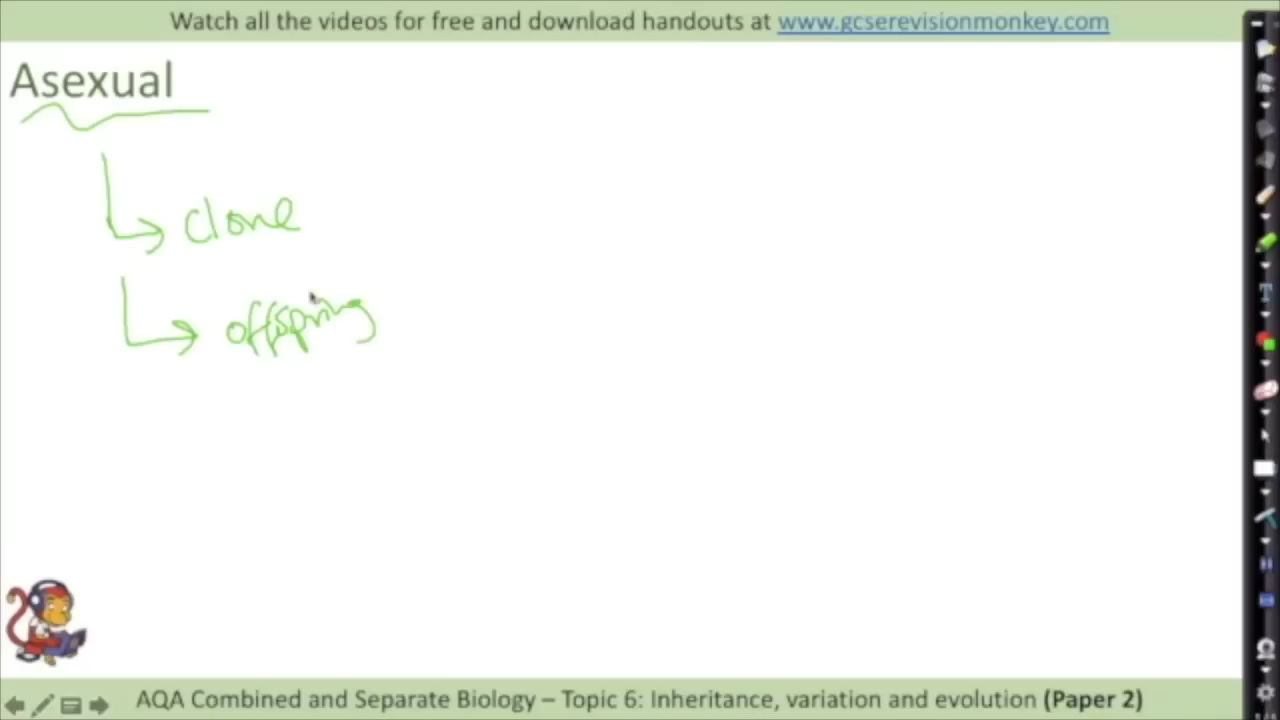 Watch all the videos for free and download handouts at www.gcserevisionmonkey.com
Asexual
clone
offspring
AQA Combined and Separate Biology – Topic 6: Inheritance, variation and evolution (Paper 2)